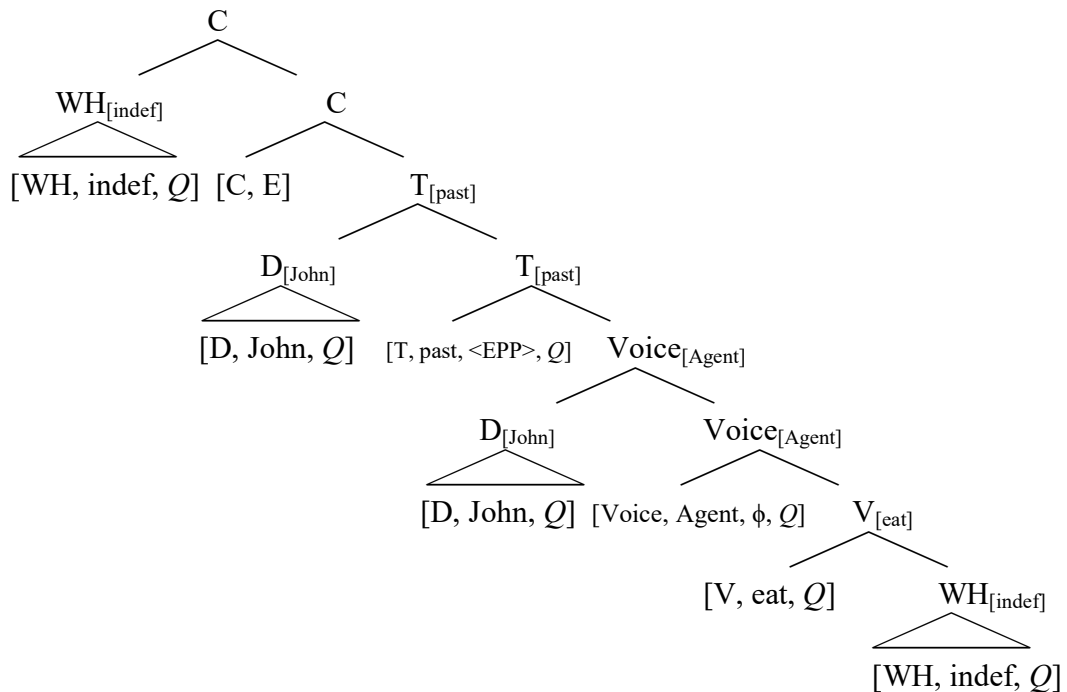 C
WH[indef] C
[WH, indef, Q] [C, E] T[past]
D[John] T[past]
[D, John, Q] [T, past, <EPP>, Q] Voice[Agent]
D[John] Voice[Agent]
[D, John, Q] [Voice, Agent, ϕ, Q] V[eat]
[V, eat, Q] WH[indef]
[WH, indef, Q]